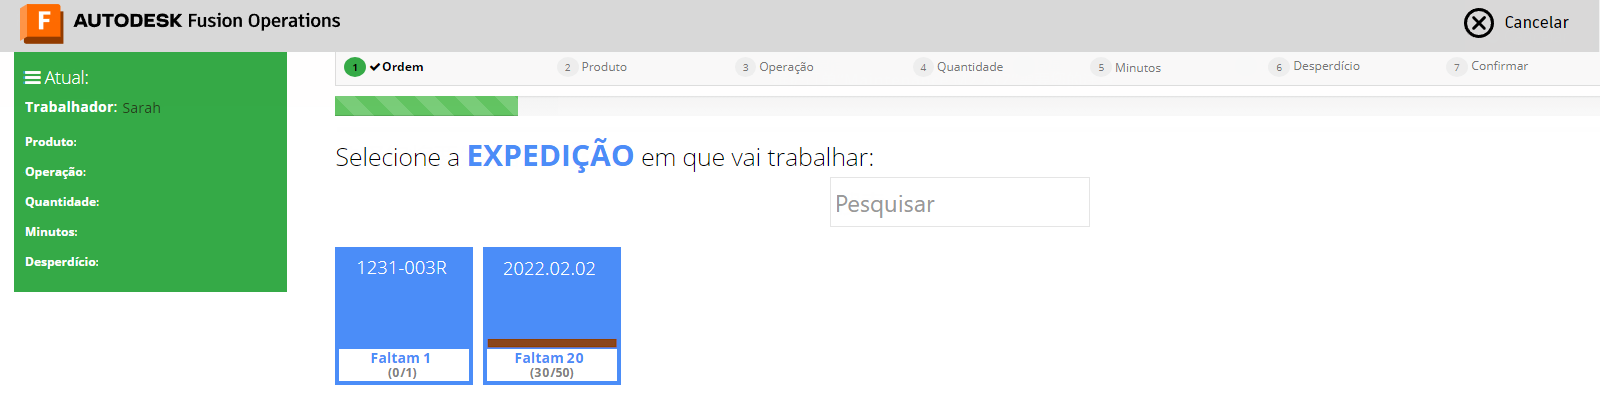 F AUTODESK Fusion Operations
Cancelar
Atual:
Trabalhador: Sarah
Produto:
Operação:
Quantidade:
Minutos:
Desperdício:
1 Ordem
2 Produto
3 Operação
4 Quantidade
5 Minutos
6 Desperdício
7 Confirmar
Selecione a EXPEDIÇÃO em que vai trabalhar:
Pesquisar
1231-003R
Faltam 1
(0/1)
2022.02.02
Faltam 20
(30/50)